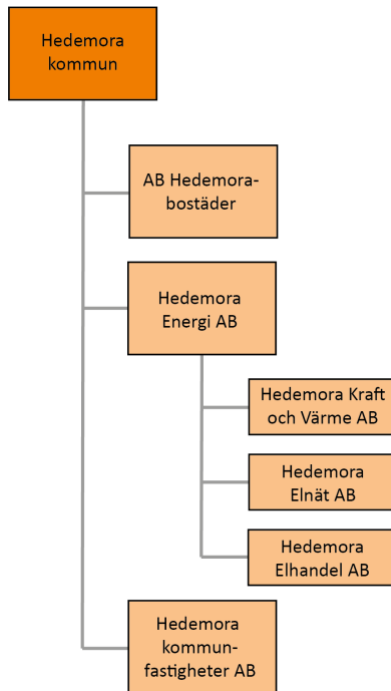 Hedemora
kommun
AB Hedemora-
bostäder
Hedemora
Energi AB
Hedemora Kraft
och Värme AB
Hedemora
Elnät AB
Hedemora
Elhandel AB
Hedemora
kommun-
fastigheter AB